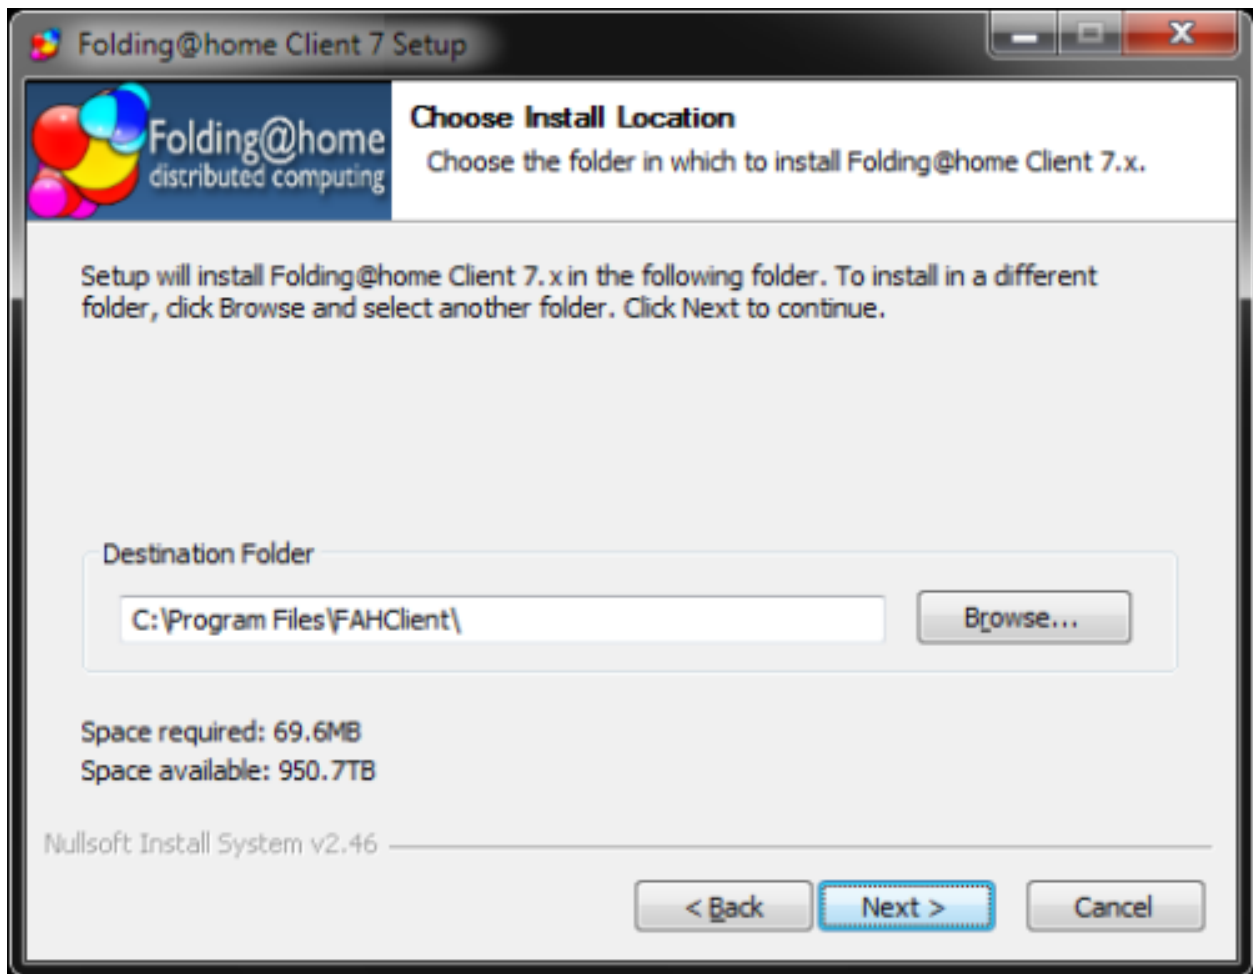 Folding@home Client 7 Setup
Folding@home
distributed computing
Choose Install Location
Choose the folder in which to install Folding@home Client 7.x.
Setup will install Folding@home Client 7.x in the following folder. To install in a different
folder, click Browse and select another folder. Click Next to continue.
Destination Folder
C:\Program Files\FAHClient\
Browse...
Space required: 69.6MB
Space available: 950.7TB
Nullsoft Install System v2.46
< Back
Next >
Cancel